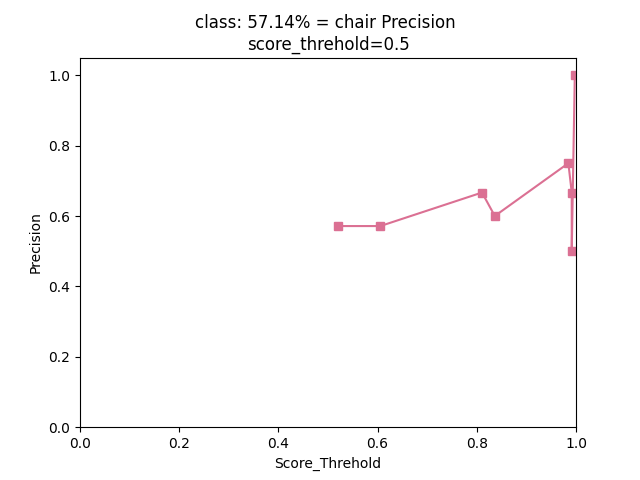 class: 57.14% = chair Precision
score_threhold=0.5
1.0
0.8
0.6
0.4
0.2
0.0
Precision
0.0 0.2 0.4 0.6 0.8 1.0
Score_Threhold